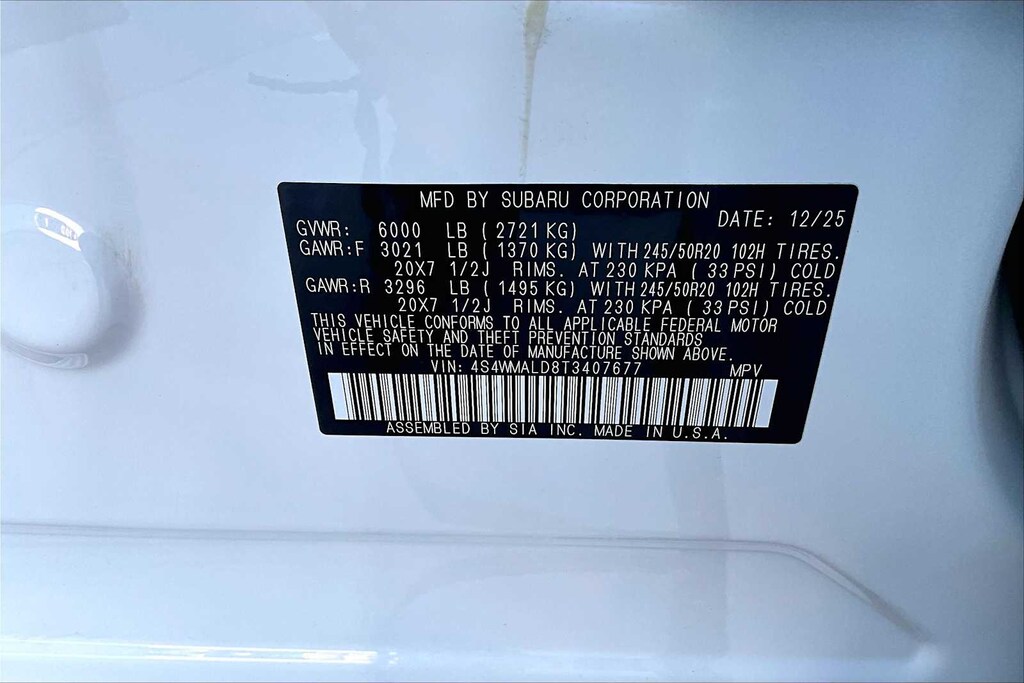 MFD BY SUBARU CORPORATION
DATE: 12/25
GVWR: 6000 LB ( 2721 KG)
GAWR:F 3021 LB ( 1370 KG) WITH 245/50R20 102H TIRES.
20X7 1/2J RIMS. AT 230 KPA ( 33 PSI) COLD
GAWR:R 3296 LB ( 1495 KG) WITH 245/50R20 102H TIRES.
20X7 1/2J RIMS. AT 230 KPA ( 33 PSI) COLD
THIS VEHICLE CONFORMS TO ALL APPLICABLE FEDERAL MOTOR
VEHICLE SAFETY AND THEFT PREVENTION STANDARDS
IN EFFECT ON THE DATE OF MANUFACTURE SHOWN ABOVE.
VIN: 4S4WMALD8T3407677 MPV
ASSEMBLED BY SIA INC. MADE IN U.S.A.